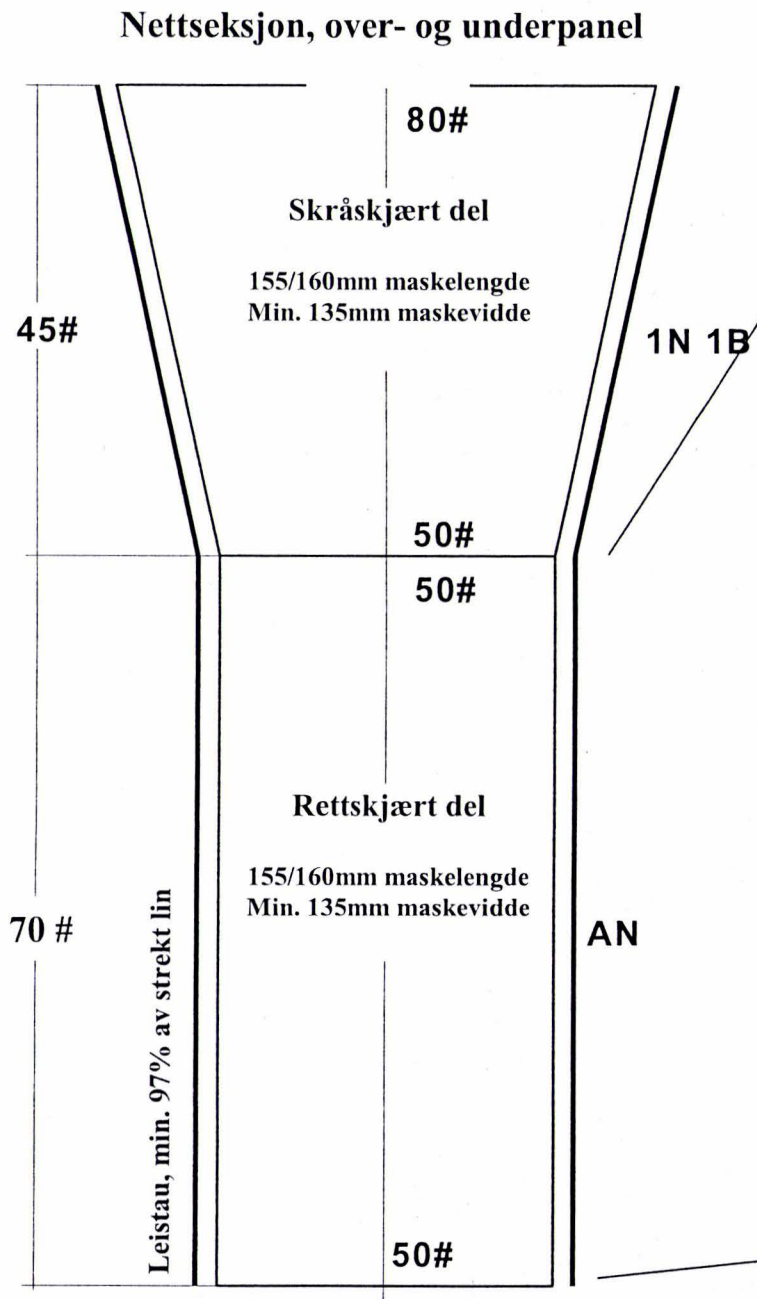 Nettseksjon, over- og underpanel
80#
Skråskjært del
155/160mm maskelengde
Min. 135mm maskevidde
45#
1N 1B
50#
50#
Rettskjært del
155/160mm maskelengde
Min. 135mm maskevidde
70 #
AN
Leistau, min. 97% av strekt lin
50#